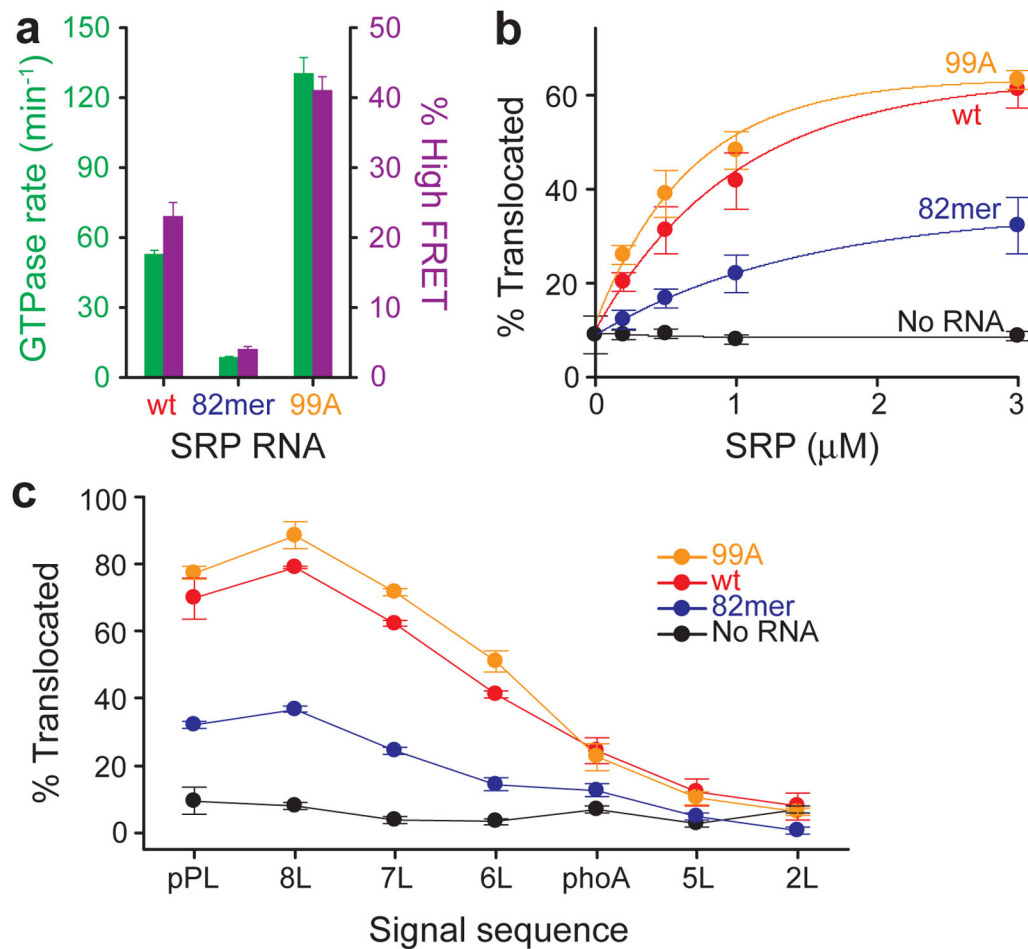 a
GTPase rate (min-1)
150
120
90
60
30
0
50
40
30
20
10
0
% High FRET
wt 82mer 99A
SRP RNA
b
% Translocated
60
40
20
0
99A
wt
82mer
No RNA
0 1 2 3
SRP (μM)
c
% Translocated
100
80
60
40
20
0
99A
wt
82mer
No RNA
pPL 8L 7L 6L phoA 5L 2L
Signal sequence